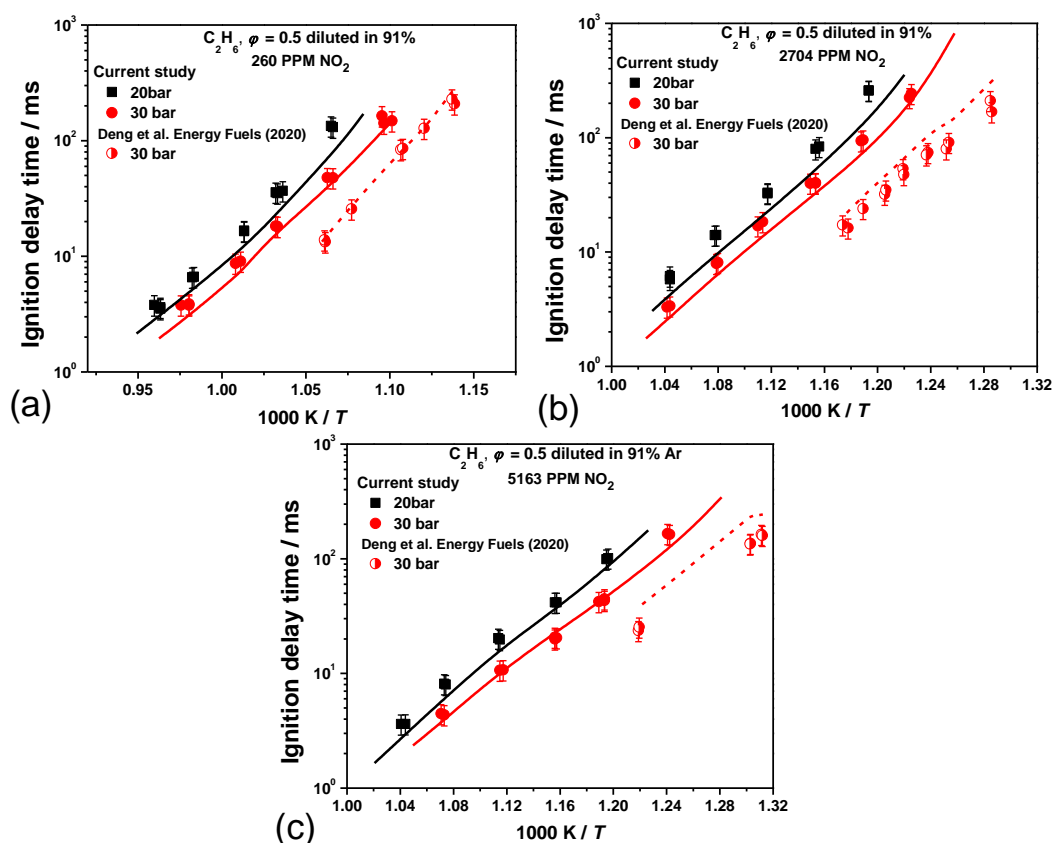 C2H6, φ = 0.5 diluted in 91%
260 PPM NO2
Current study
20bar
30 bar
Deng et al. Energy Fuels (2020)
30 bar
10^3
10^2
10^1
10^0
Ignition delay time / ms
0.95 1.00 1.05 1.10 1.15
1000 K / T
(a)
C2H6, φ = 0.5 diluted in 91%
2704 PPM NO2
Current study
20bar
30 bar
Deng et al. Energy Fuels (2020)
30 bar
10^3
10^2
10^1
10^0
Ignition delay time / ms
1.00 1.04 1.08 1.12 1.16 1.20 1.24 1.28 1.32
1000 K / T
(b)
C2H6, φ = 0.5 diluted in 91% Ar
5163 PPM NO2
Current study
20bar
30 bar
Deng et al. Energy Fuels (2020)
30 bar
10^3
10^2
10^1
10^0
Ignition delay time / ms
1.00 1.04 1.08 1.12 1.16 1.20 1.24 1.28 1.32
1000 K / T
(c)